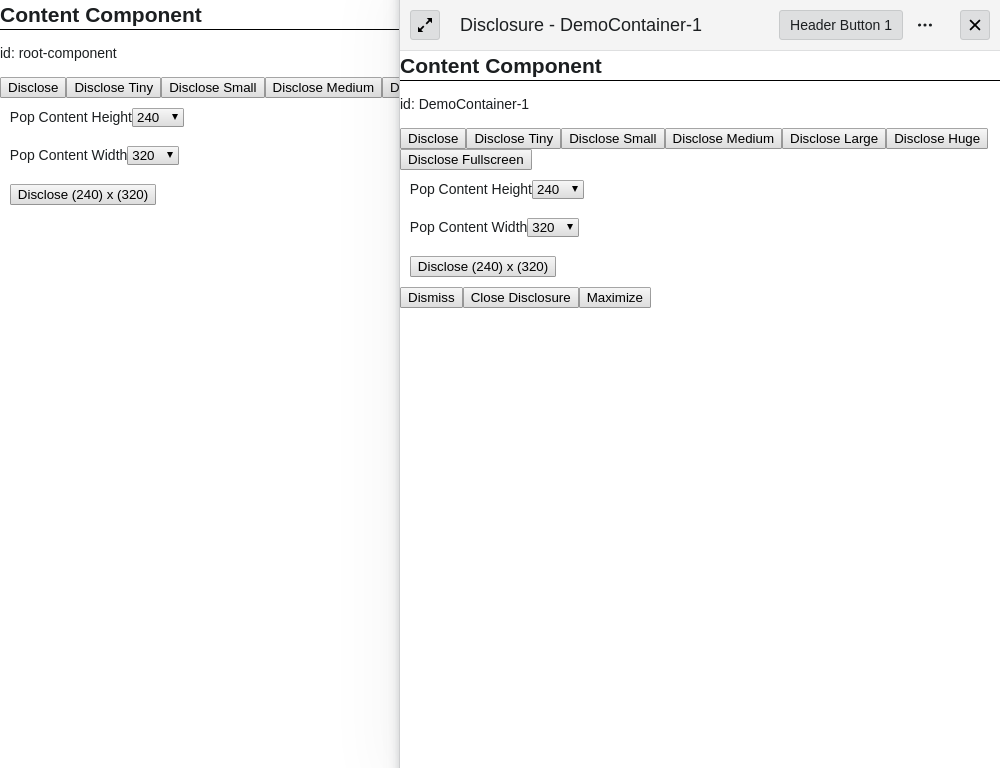 Content Component
id: root-component
Disclose Disclose Tiny Disclose Small Disclose Medium D
Pop Content Height 240
Pop Content Width 320
Disclose (240) x (320)
Disclosure - DemoContainer-1 Header Button 1
Content Component
id: DemoContainer-1
Disclose Disclose Tiny Disclose Small Disclose Medium Disclose Large Disclose Huge
Disclose Fullscreen
Pop Content Height 240
Pop Content Width 320
Disclose (240) x (320)
Dismiss Close Disclosure Maximize